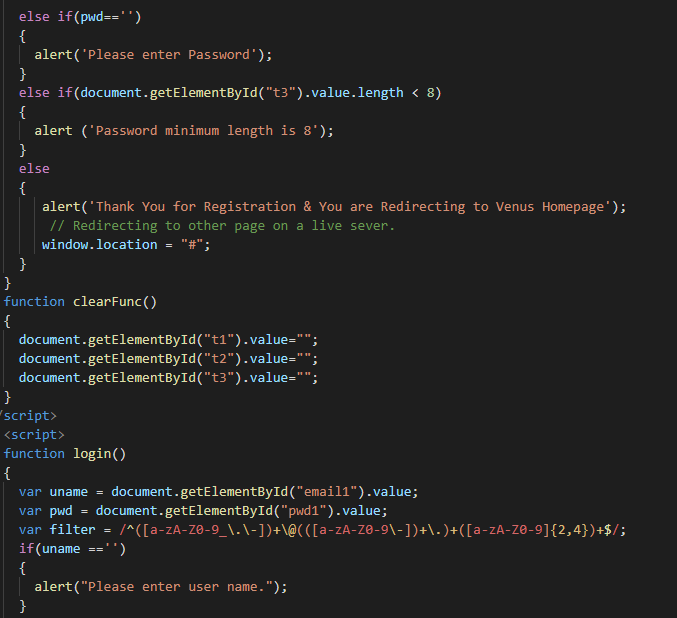 else if(pwd=='')
{
alert('Please enter Password');
}
else if(document.getElementById("t3").value.length < 8)
{
alert ('Password minimum length is 8');
}
else
{
alert('Thank You for Registration & You are Redirecting to Venus Homepage');
// Redirecting to other page on a live sever.
window.location = "#";
}
}
function clearFunc()
{
document.getElementById("t1").value="";
document.getElementById("t2").value="";
document.getElementById("t3").value="";
}
/script>
<script>
function login()
{
var uname = document.getElementById("email1").value;
var pwd = document.getElementById("pwd1").value;
var filter = /^([a-zA-Z0-9_\.\-])+\@(([a-zA-Z0-9\-])+\.)+([a-zA-Z0-9]{2,4})+$/;
if(uname =='')
{
alert("Please enter user name.");
}